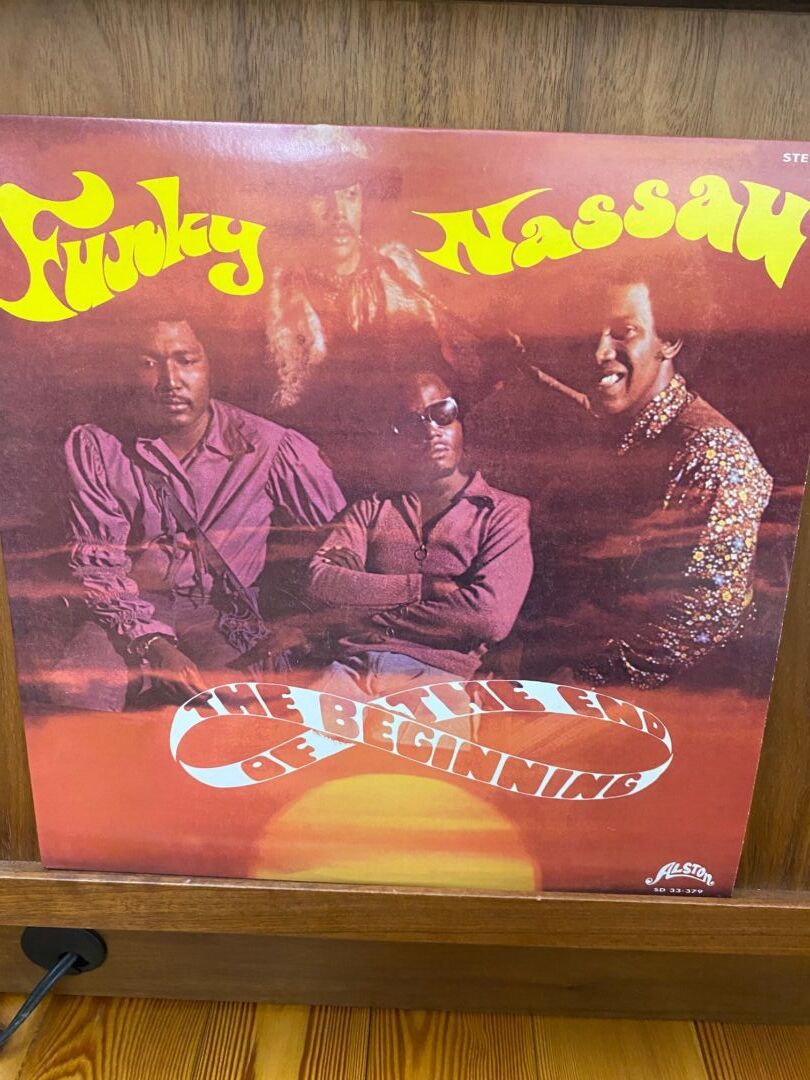 STE
Funky Nassau
THE BEGINNING
OF THE END
ALSTON
SD 33-379